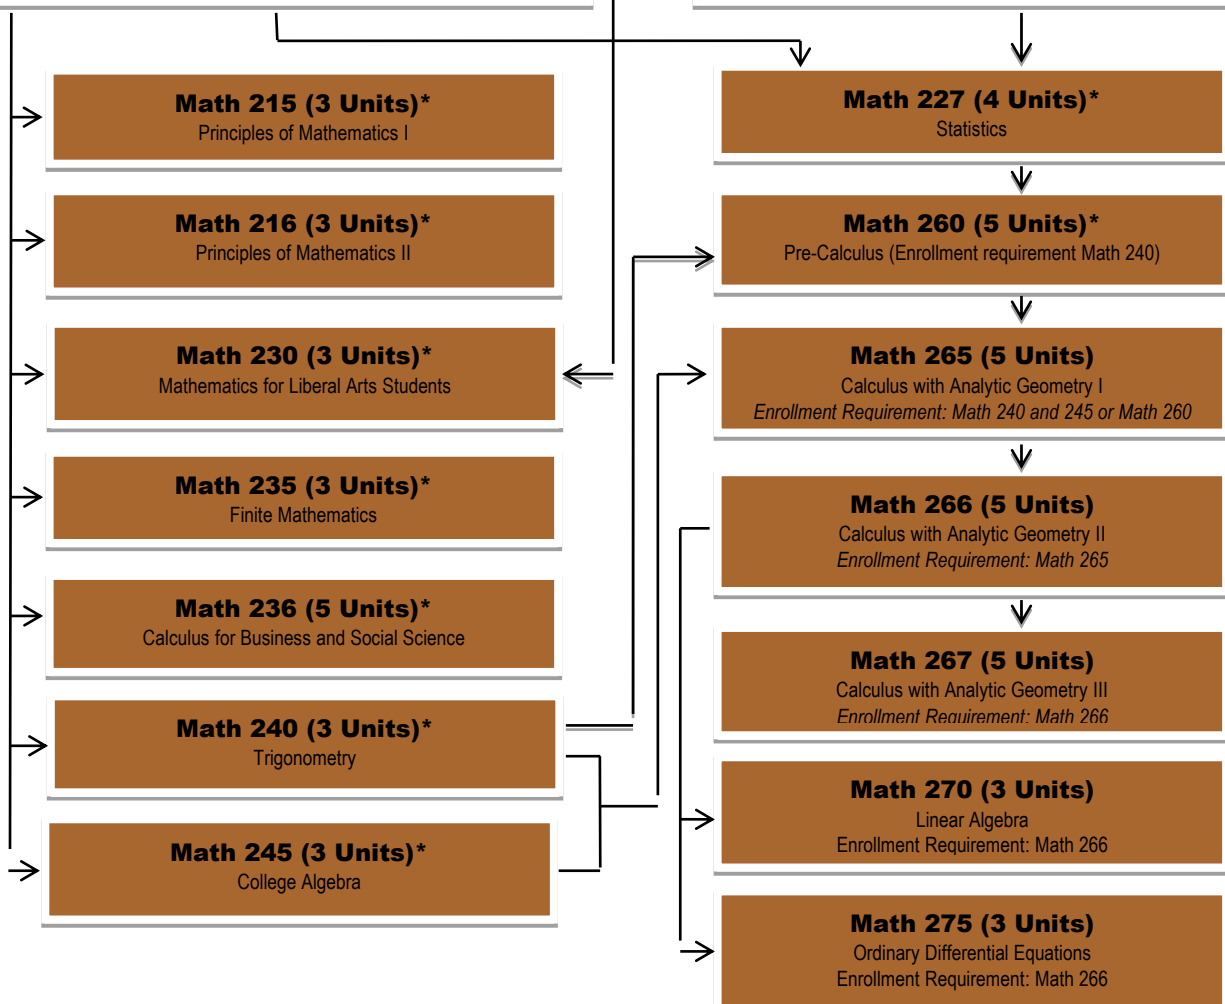 Math 215 (3 Units)*
Principles of Mathematics I
Math 216 (3 Units)*
Principles of Mathematics II
Math 230 (3 Units)*
Mathematics for Liberal Arts Students
Math 235 (3 Units)*
Finite Mathematics
Math 236 (5 Units)*
Calculus for Business and Social Science
Math 240 (3 Units)*
Trigonometry
Math 245 (3 Units)*
College Algebra
Math 227 (4 Units)*
Statistics
Math 260 (5 Units)*
Pre-Calculus (Enrollment requirement Math 240)
Math 265 (5 Units)
Calculus with Analytic Geometry I
Enrollment Requirement: Math 240 and 245 or Math 260
Math 266 (5 Units)
Calculus with Analytic Geometry II
Enrollment Requirement: Math 265
Math 267 (5 Units)
Calculus with Analytic Geometry III
Enrollment Requirement: Math 266
Math 270 (3 Units)
Linear Algebra
Enrollment Requirement: Math 266
Math 275 (3 Units)
Ordinary Differential Equations
Enrollment Requirement: Math 266